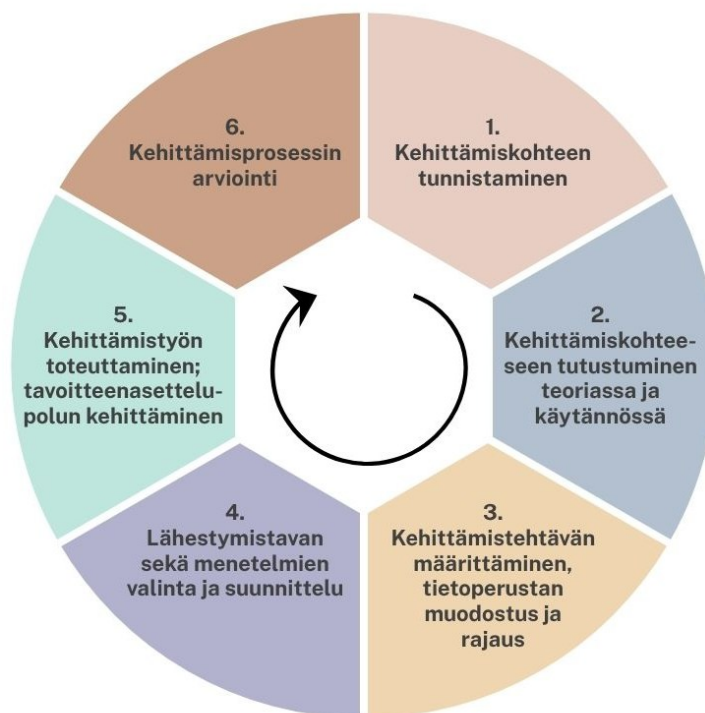 1.
Kehittämiskohteen
tunnistaminen
2.
Kehittämiskohtee-
seen tutustuminen
teoriassa ja
käytännössä
3.
Kehittämistehtävän
määrittäminen,
tietoperustan
muodostus ja
rajaus
4.
Lähestymistavan
sekä menetelmien
valinta ja suunnittelu
5.
Kehittämistyön
toteuttaminen;
tavoitteenasettelu-
polun kehittäminen
6.
Kehittämisprosessin
arviointi